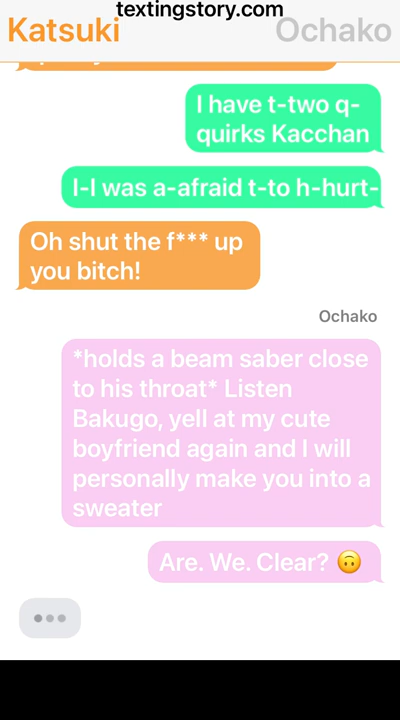 textingstory.com
Katsuki
Ochako
I have t-two q-
quirks Kacchan
I-I was a-afraid t-to h-hurt-
Oh shut the f*** up
you bitch!
Ochako
*holds a beam saber close
to his throat* Listen
Bakugo, yell at my cute
boyfriend again and I will
personally make you into a
sweater
Are. We. Clear? 🙃